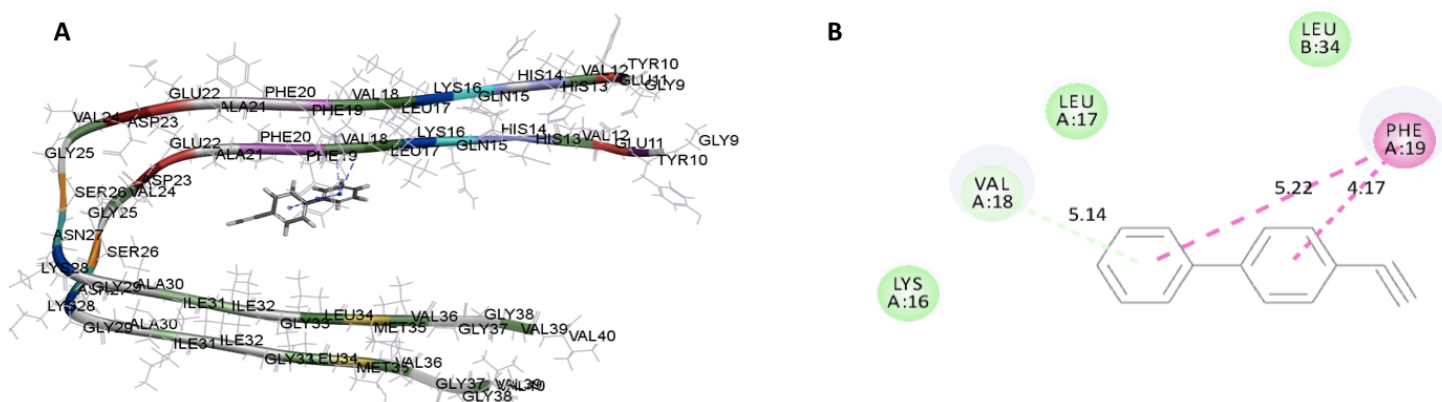 A
GLY25
VAL24
ASP23
GLU22
ALA21
PHE20
PHE19
VAL18
LEU17
LYS16
GLN15
HIS14
HIS13
VAL12
GLU11
TYR10
GLY9
SER26
ASN27
LYS28
GLY29
ALA30
ILE31
ILE32
GLY33
LEU34
MET35
VAL36
GLY37
GLY38
VAL39
VAL40
GLY25
VAL24
ASP23
GLU22
ALA21
PHE20
PHE19
VAL18
LEU17
LYS16
GLN15
HIS14
HIS13
VAL12
GLU11
TYR10
GLY9
SER26
LYS28
GLY29
ALA30
ILE31
ILE32
GLY33
LEU34
MET35
VAL36
GLY37
GLY38
VAL39
B
LEU
B:34
LEU
A:17
PHE
A:19
VAL
A:18
5.14
5.22
4.17
LYS
A:16